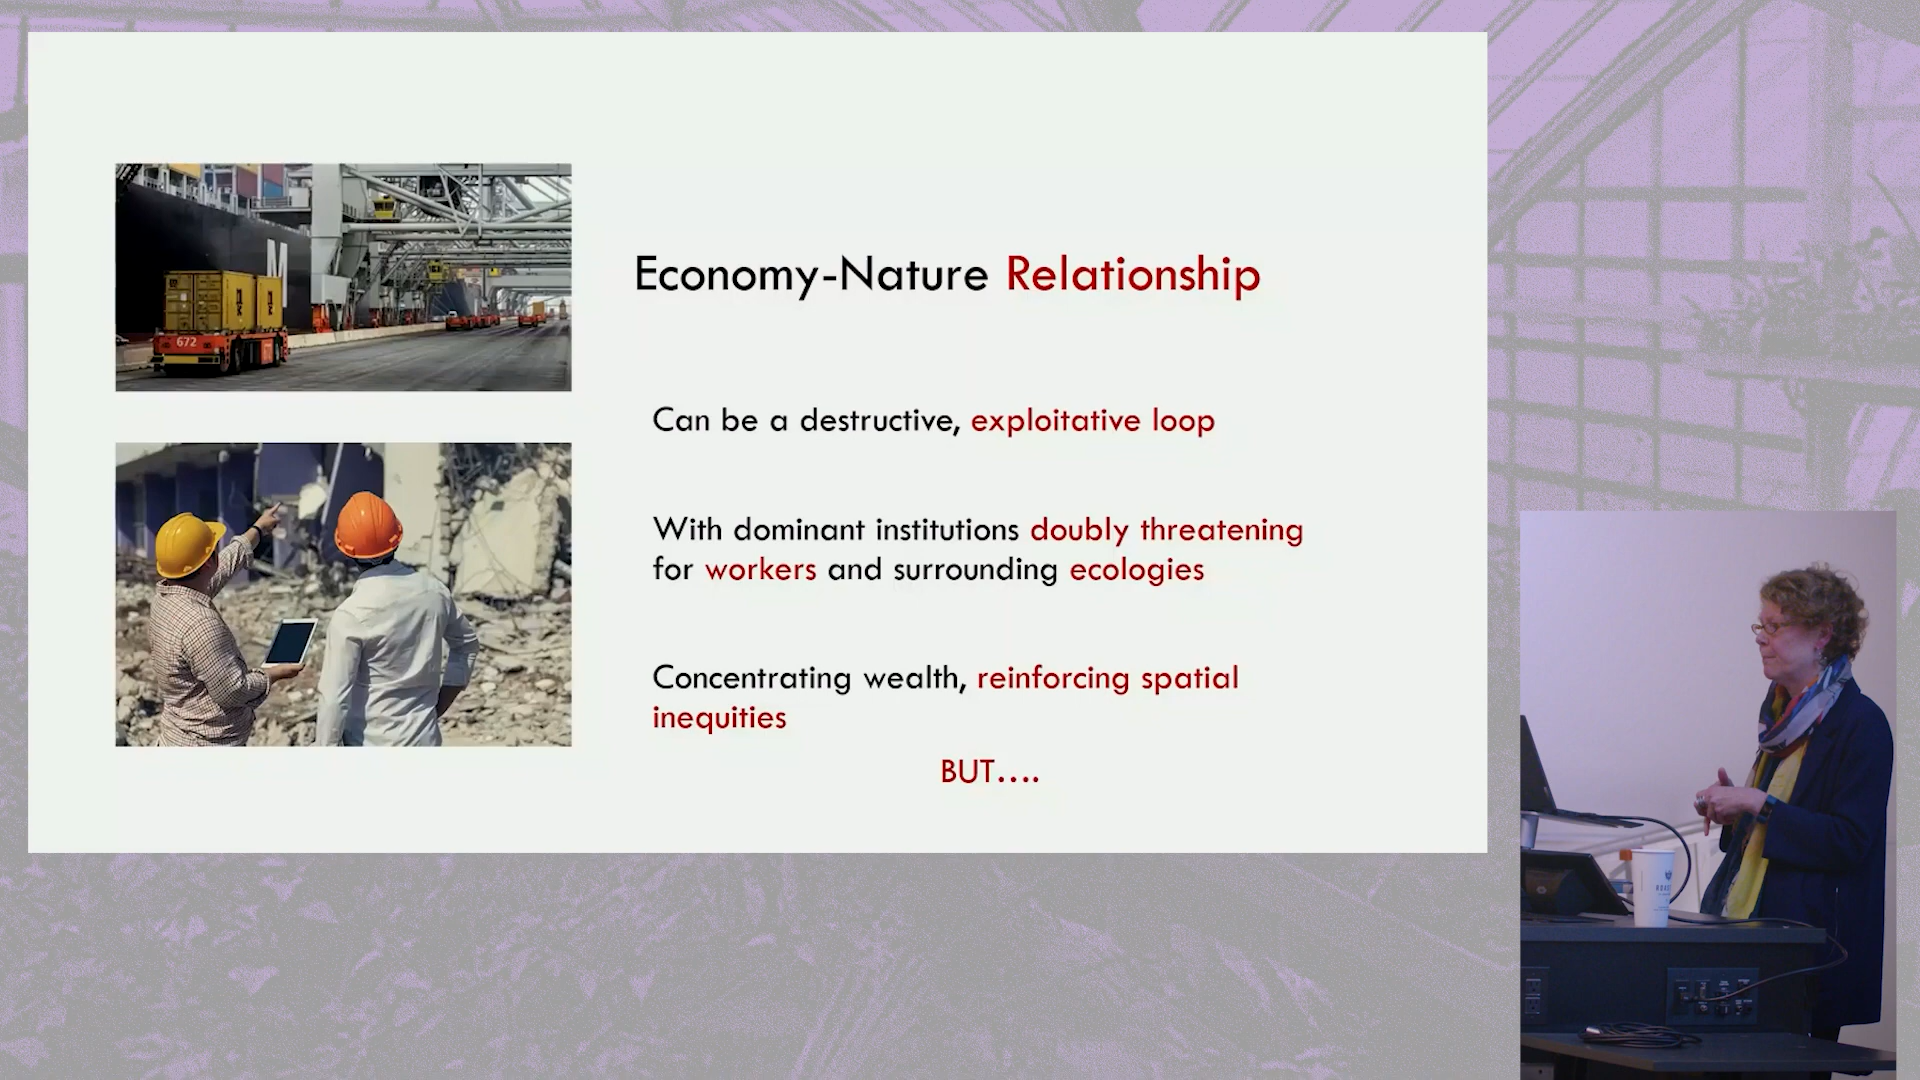 Economy-Nature Relationship
Can be a destructive, exploitative loop
With dominant institutions doubly threatening
for workers and surrounding ecologies
Concentrating wealth, reinforcing spatial
inequities
BUT....
M
672